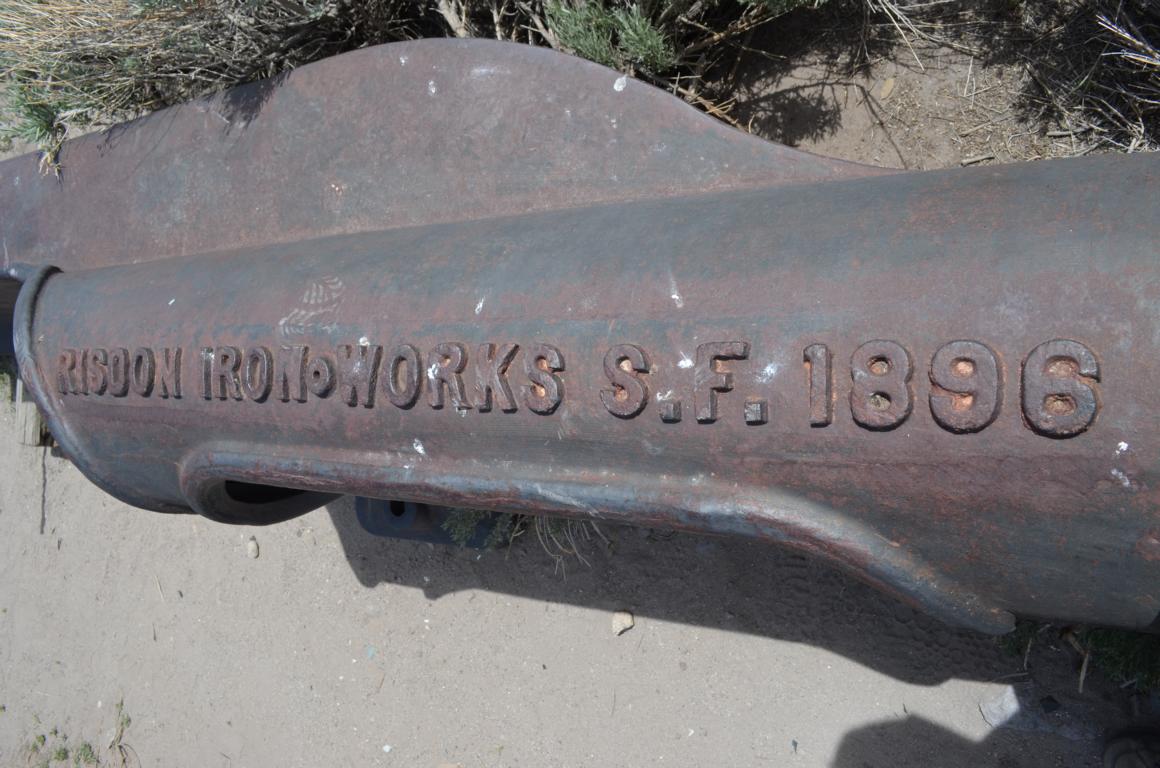 RISDON IRON•WORKS S.F. 1896